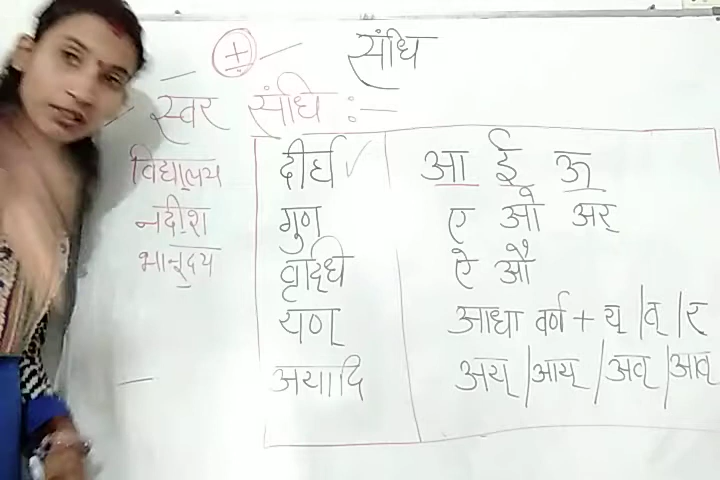 संधि
+
स्वर संधि :-
दीर्घ ✓ आ ई ऊ
गुण ए ओ अर्
वृद्धि ऐ औ
यण् आधा वर्ण + य् | व् | र्
अयादि अय् | आय् | अव् | आव्
विद्यालय
नदीश
भानुदय